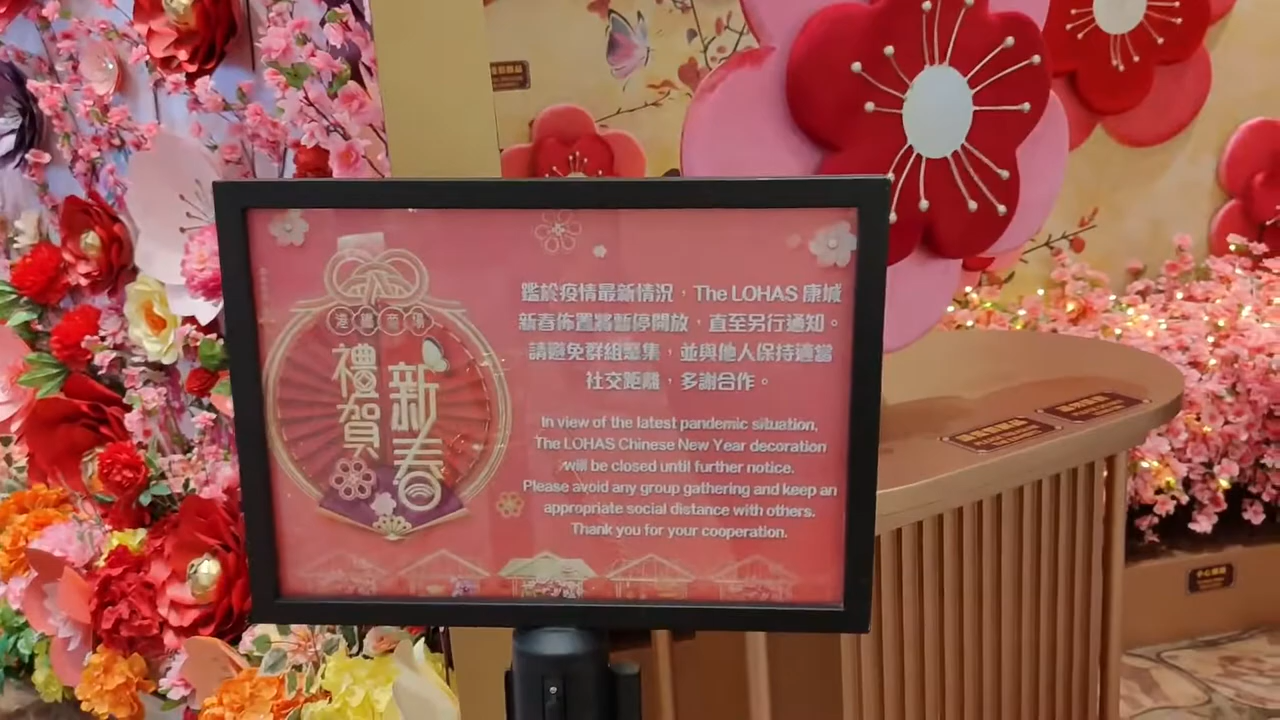 港鐵商場
新春
禮賀
鑑於疫情最新情況，The LOHAS 康城
新春佈置將暫停開放，直至另行通知。
請避免群組聚集，並與他人保持適當
社交距離，多謝合作。
In view of the latest pandemic situation,
The LOHAS Chinese New Year decoration
will be closed until further notice.
Please avoid any group gathering and keep an
appropriate social distance with others.
Thank you for your cooperation.